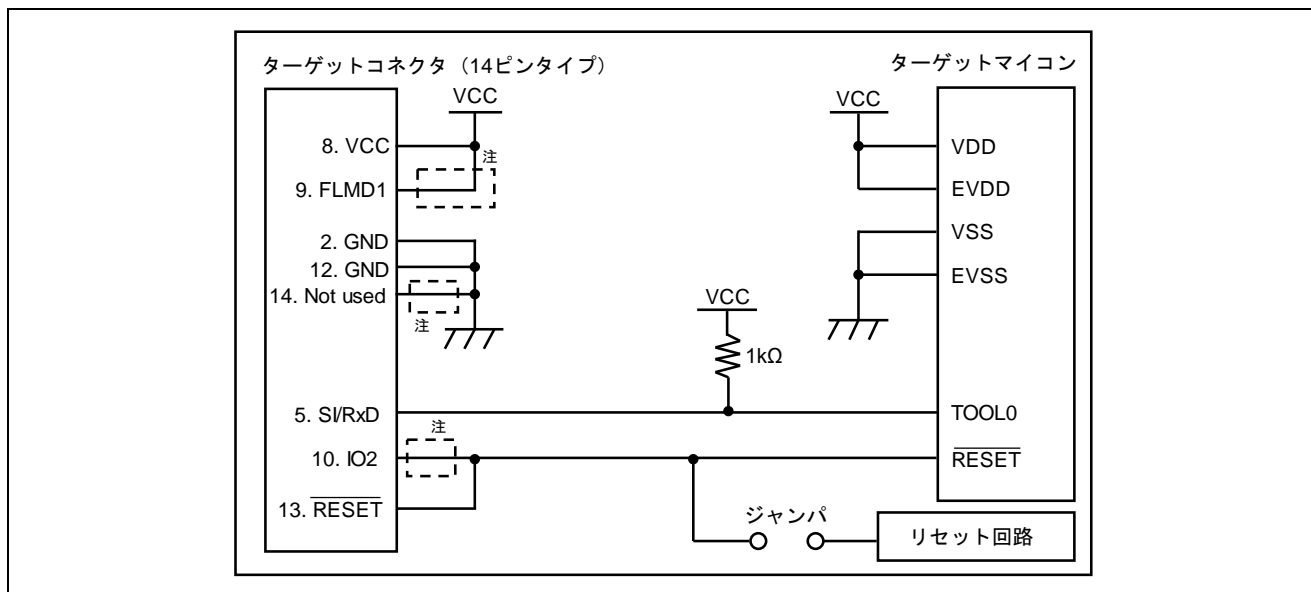 ターゲットコネクタ（14ピンタイプ）
VCC
8. VCC
注
9. FLMD1
2. GND
12. GND
14. Not used
注
VCC
1kΩ
5. SI/RxD
注
10. IO2
13. RESET
ターゲットマイコン
VCC
VDD
EVDD
VSS
EVSS
TOOL0
RESET
ジャンパ
リセット回路